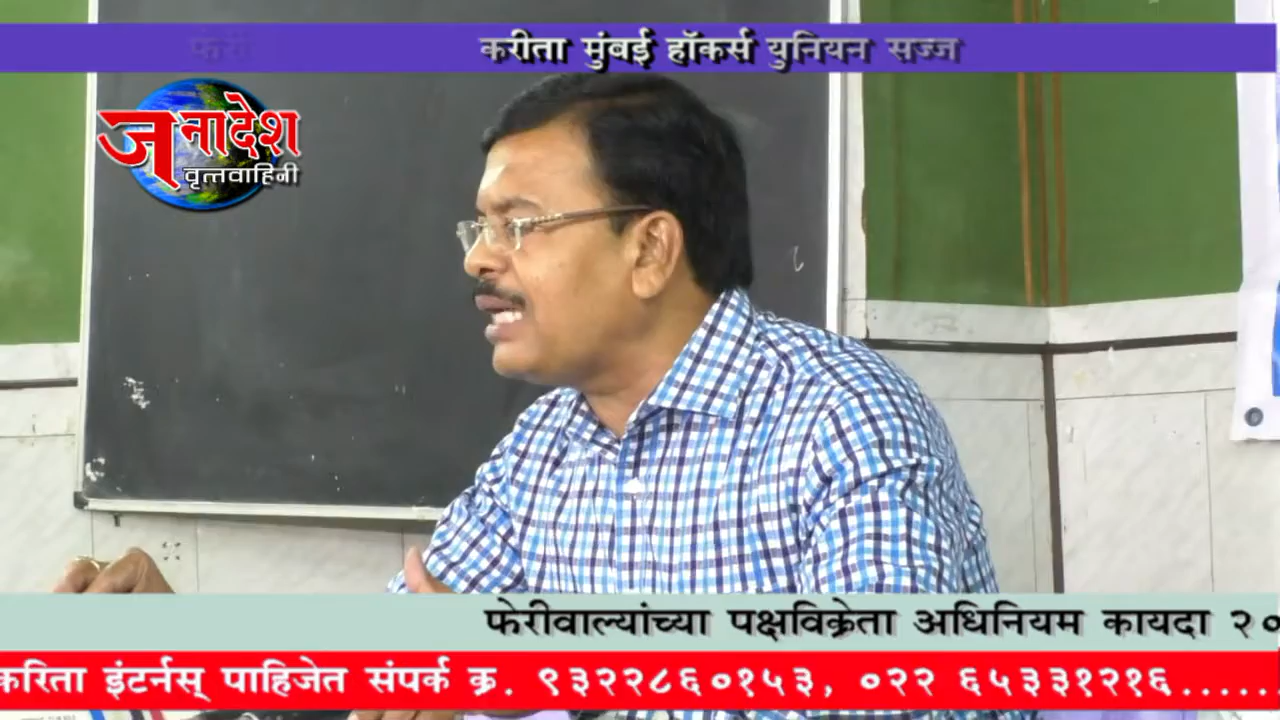 करीता मुंबई हॉकर्स युनियन सज्ज
जनादेश
वृत्तवाहिनी
फेरीवाल्यांच्या पक्षविक्रेता अधिनियम कायदा २०
करिता इंटर्नस् पाहिजेत संपर्क क्र. ९३२२८६०१५३, ०२२ ६५३३१२१६......